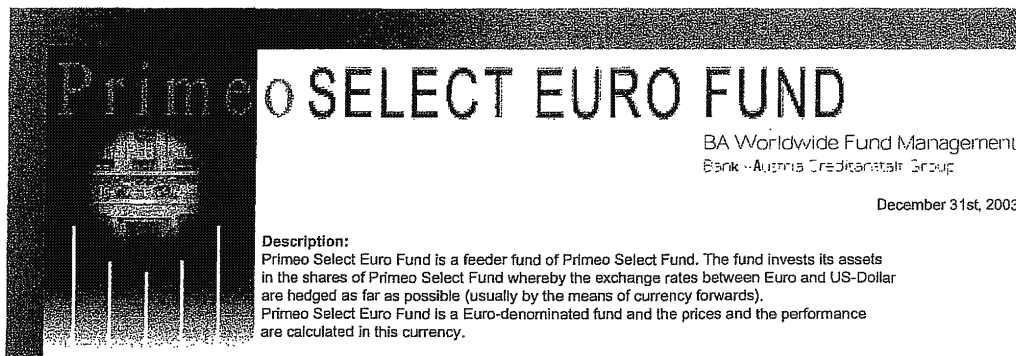 Primeo SELECT EURO FUND
BA Worldwide Fund Management
Bank Austria Creditanstalt Group
December 31st, 2003
Description:
Primeo Select Euro Fund is a feeder fund of Primeo Select Fund. The fund invests its assets
in the shares of Primeo Select Fund whereby the exchange rates between Euro and US-Dollar
are hedged as far as possible (usually by the means of currency forwards).
Primeo Select Euro Fund is a Euro-denominated fund and the prices and the performance
are calculated in this currency.